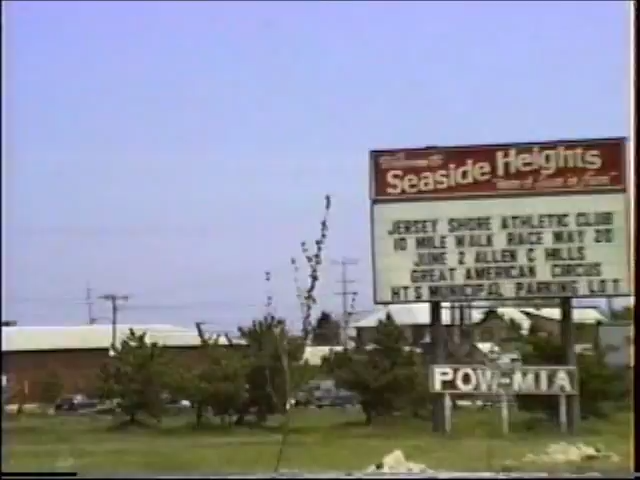 Seaside Heights
JERSEY SHORE ATHLETIC CLUB
10 MILE WALK RACE MAY 20
JUNE 2 ALLEN C HILLS
GREAT AMERICAN CIRCUS
HTS MUNICIPAL PARKING LOT
POW-MIA